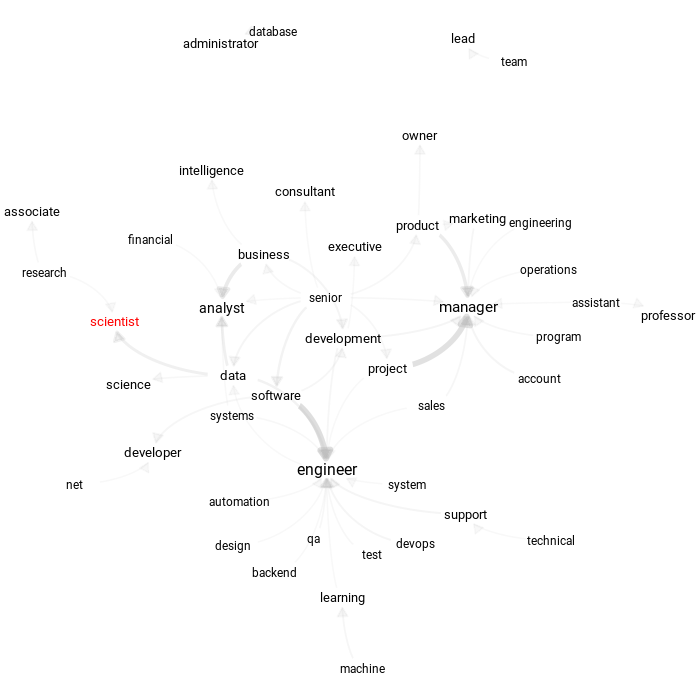 database
administrator
lead
team
owner
intelligence
consultant
associate
product
marketing
engineering
financial
business
executive
research
operations
senior
analyst
manager
assistant
professor
scientist
development
program
project
data
science
account
software
systems
sales
developer
engineer
net
system
automation
support
qa
design
devops
technical
test
backend
learning
machine